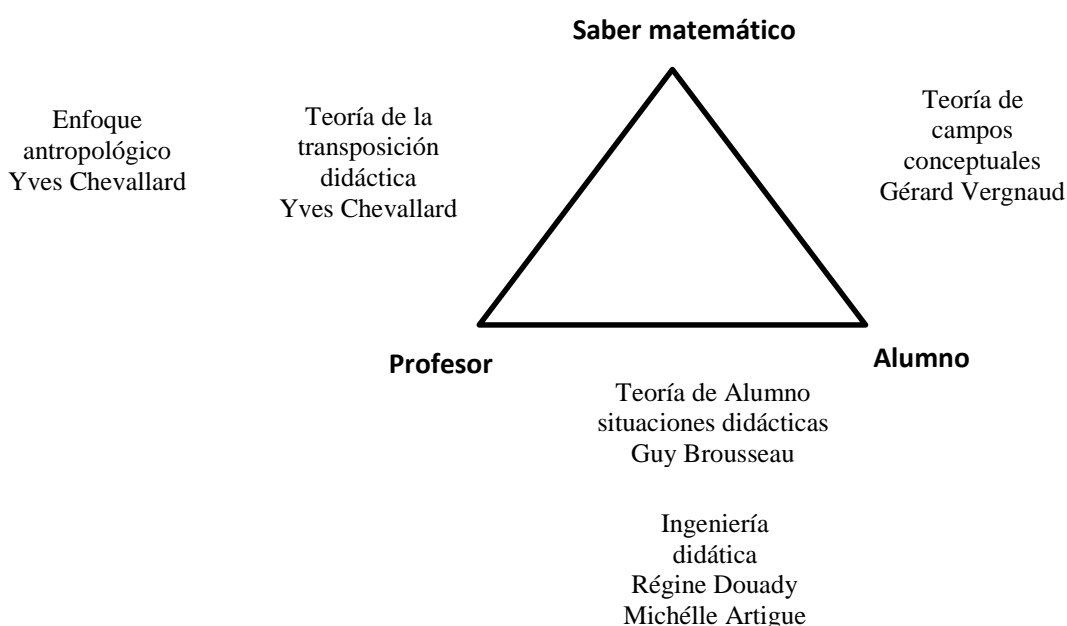 Saber matemático
Enfoque
antropológico
Yves Chevallard
Teoría de la
transposición
didáctica
Yves Chevallard
Teoría de
campos
conceptuales
Gérard Vergnaud
Profesor
Alumno
Teoría de Alumno
situaciones didácticas
Guy Brousseau
Ingeniería
didática
Régine Douady
Michélle Artigue